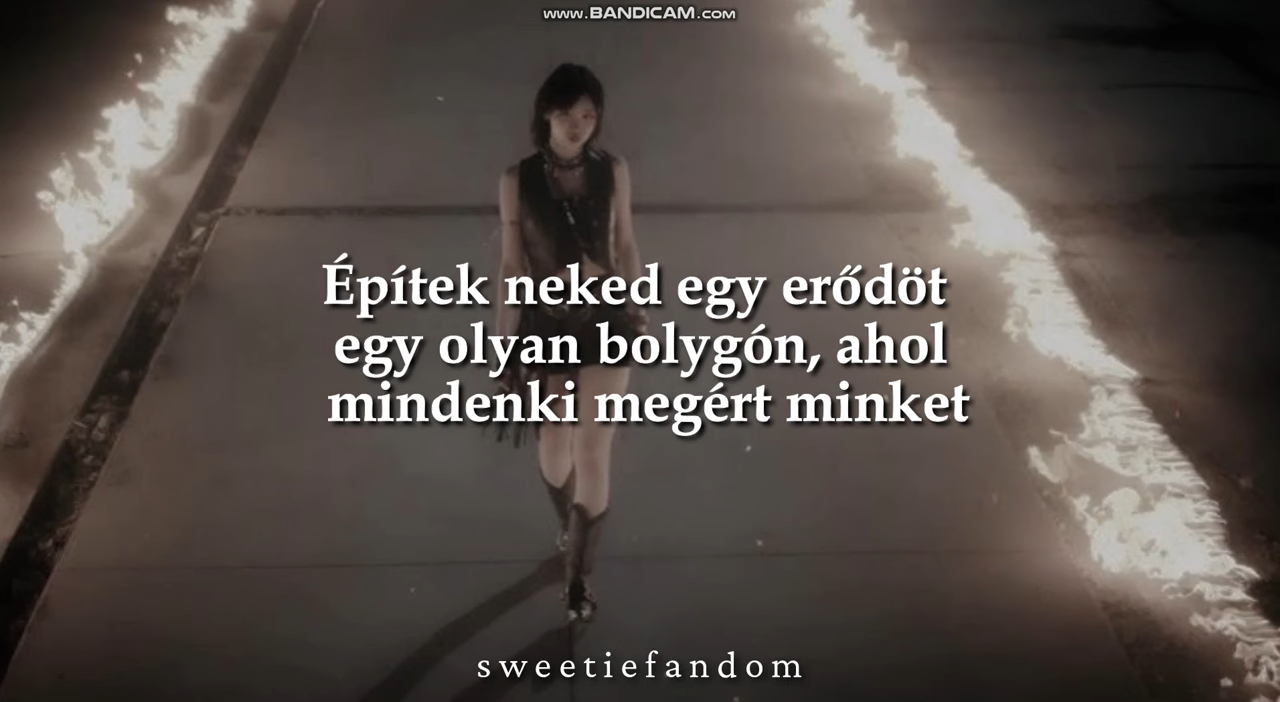 www.BANDICAM.com
Építek neked egy erődöt
egy olyan bolygón, ahol
mindenki megért minket
sweetiefandom